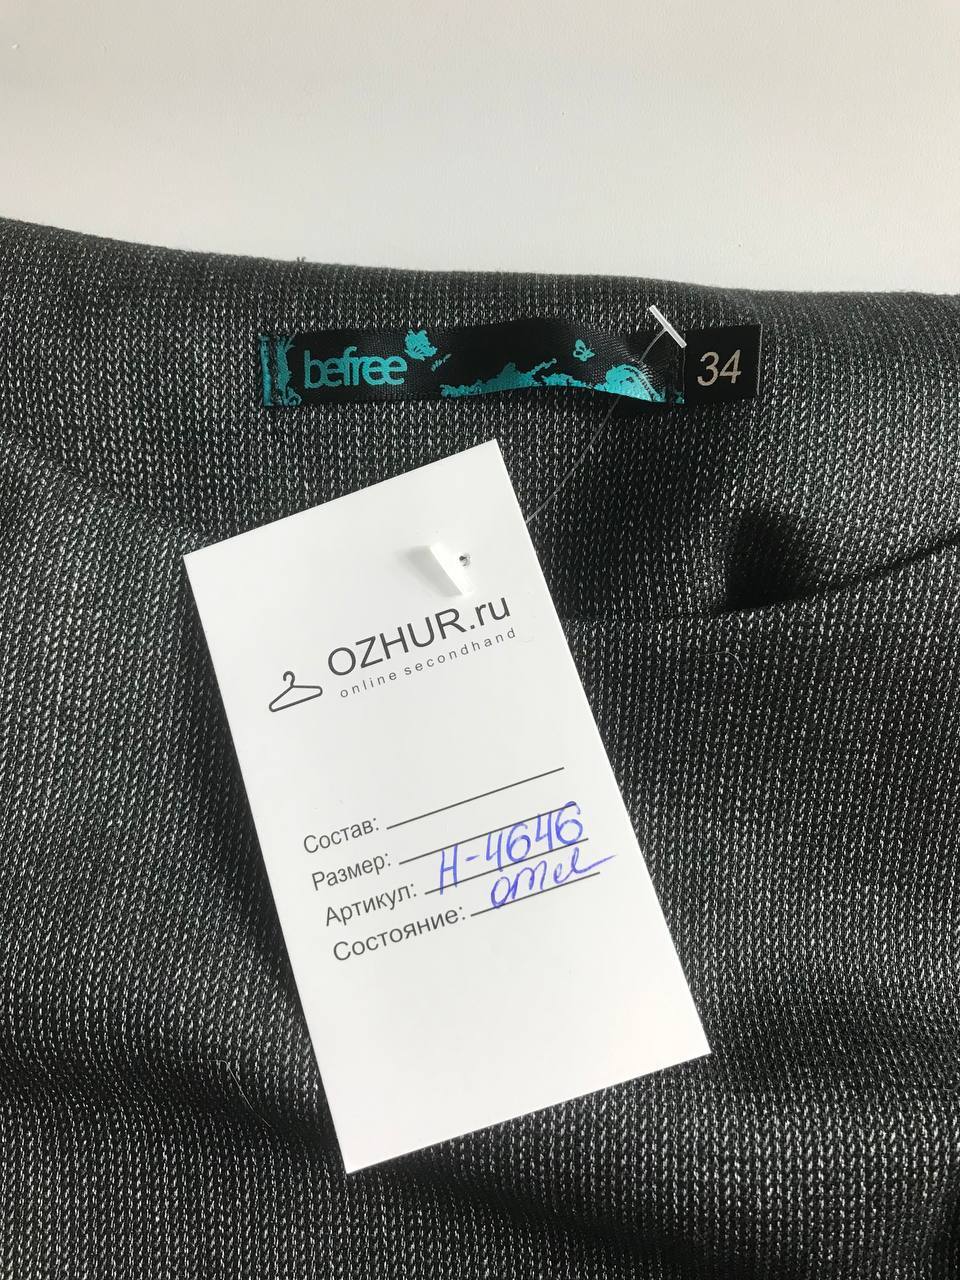 befree
34
OZHUR.ru
online secondhand
Состав:
Размер:
Артикул: Н-4646
Состояние: отл